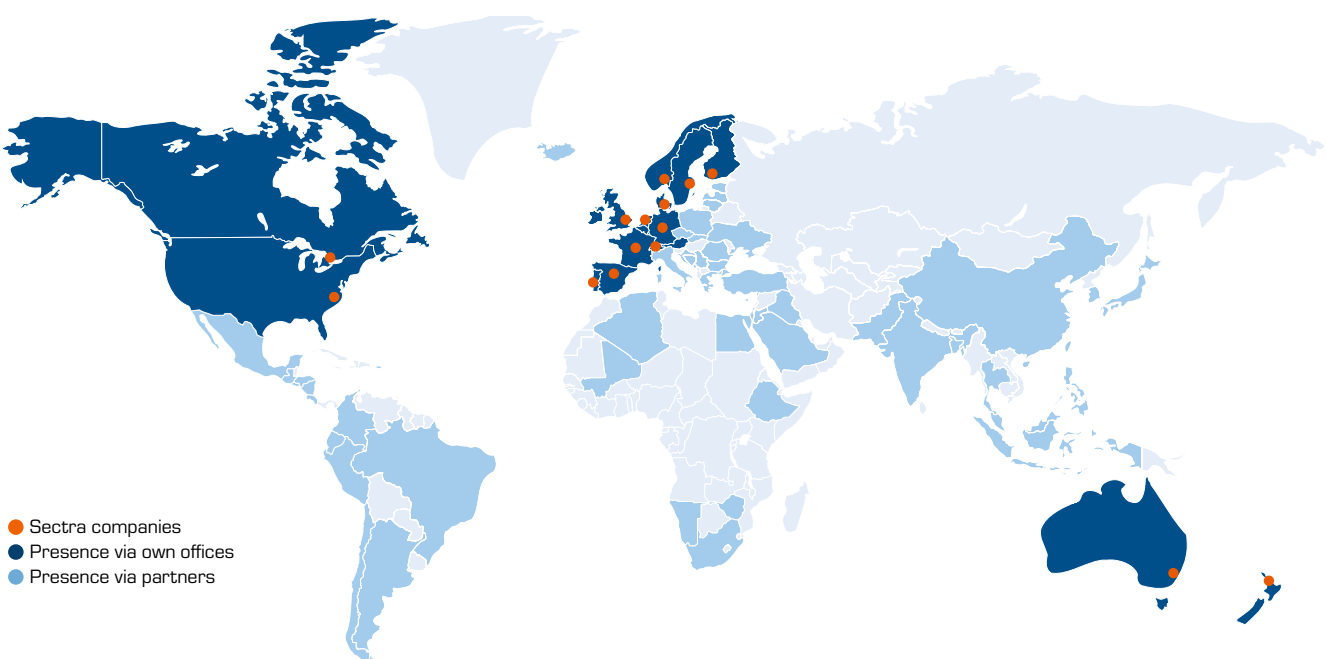 Sectra companies
Presence via own offices
Presence via partners